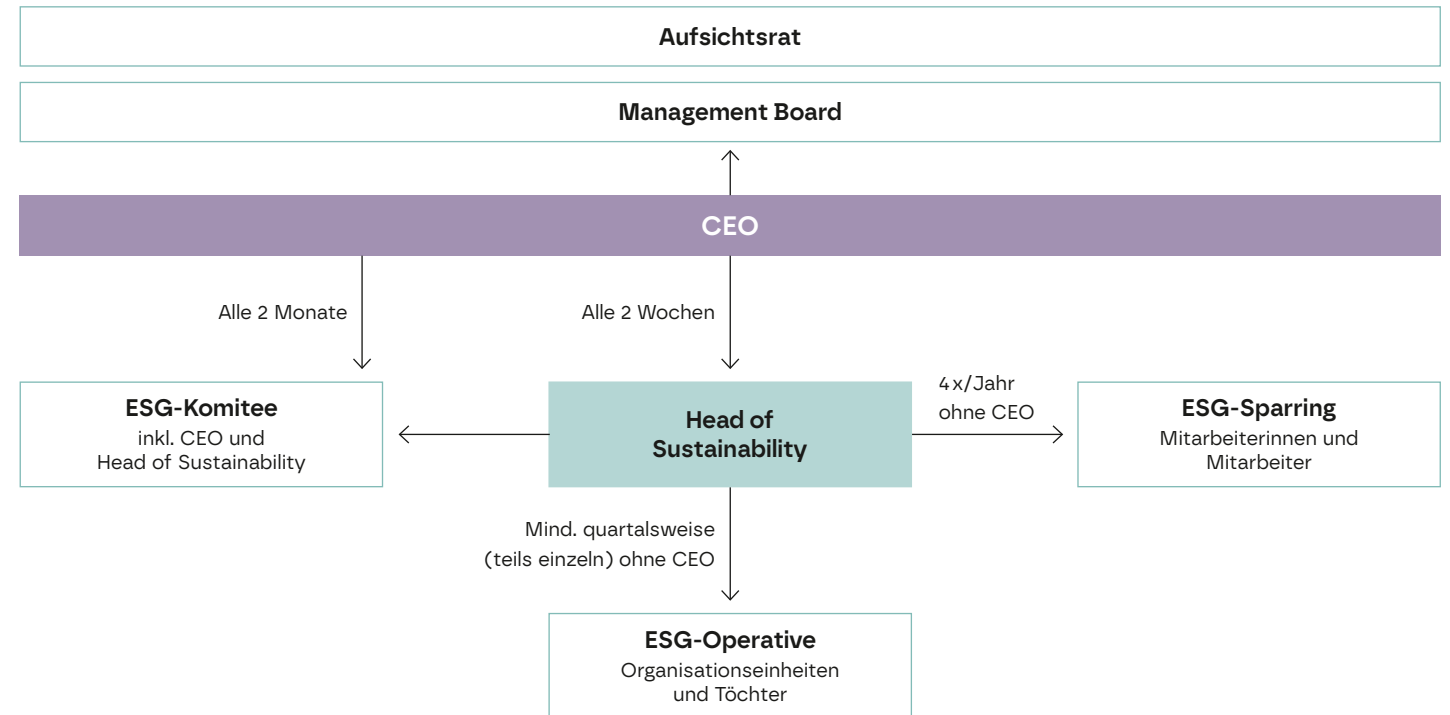 Aufsichtsrat
Management Board
CEO
Alle 2 Monate
Alle 2 Wochen
ESG-Komitee
inkl. CEO und
Head of Sustainability
Head of
Sustainability
4x/Jahr
ohne CEO
ESG-Sparring
Mitarbeiterinnen und
Mitarbeiter
Mind. quartalsweise
(teils einzeln) ohne CEO
ESG-Operative
Organisationseinheiten
und Töchter